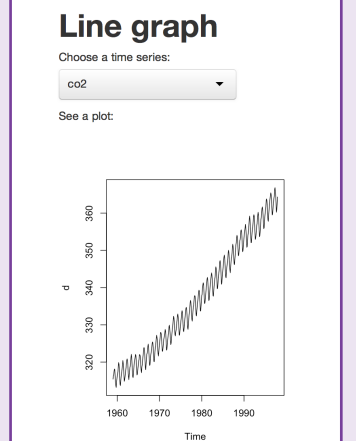 Line graph
Choose a time series:
co2
See a plot:
360
350
340
330
320
d
1960 1970 1980 1990
Time